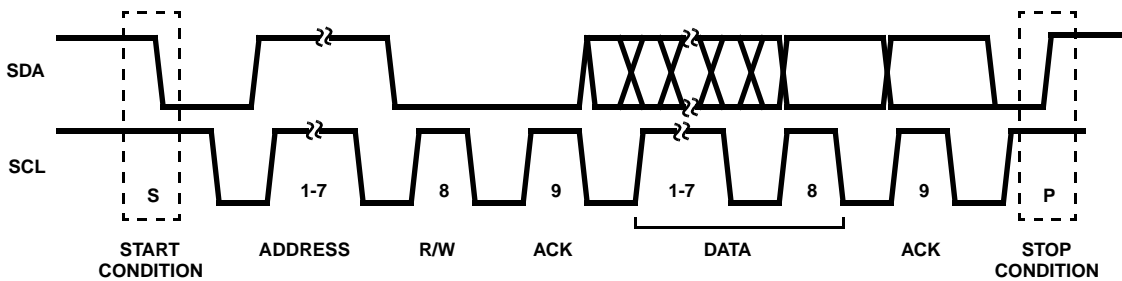 SDA
SCL
S
1-7
8
9
1-7
8
9
P
START
CONDITION
ADDRESS
R/W
ACK
DATA
ACK
STOP
CONDITION